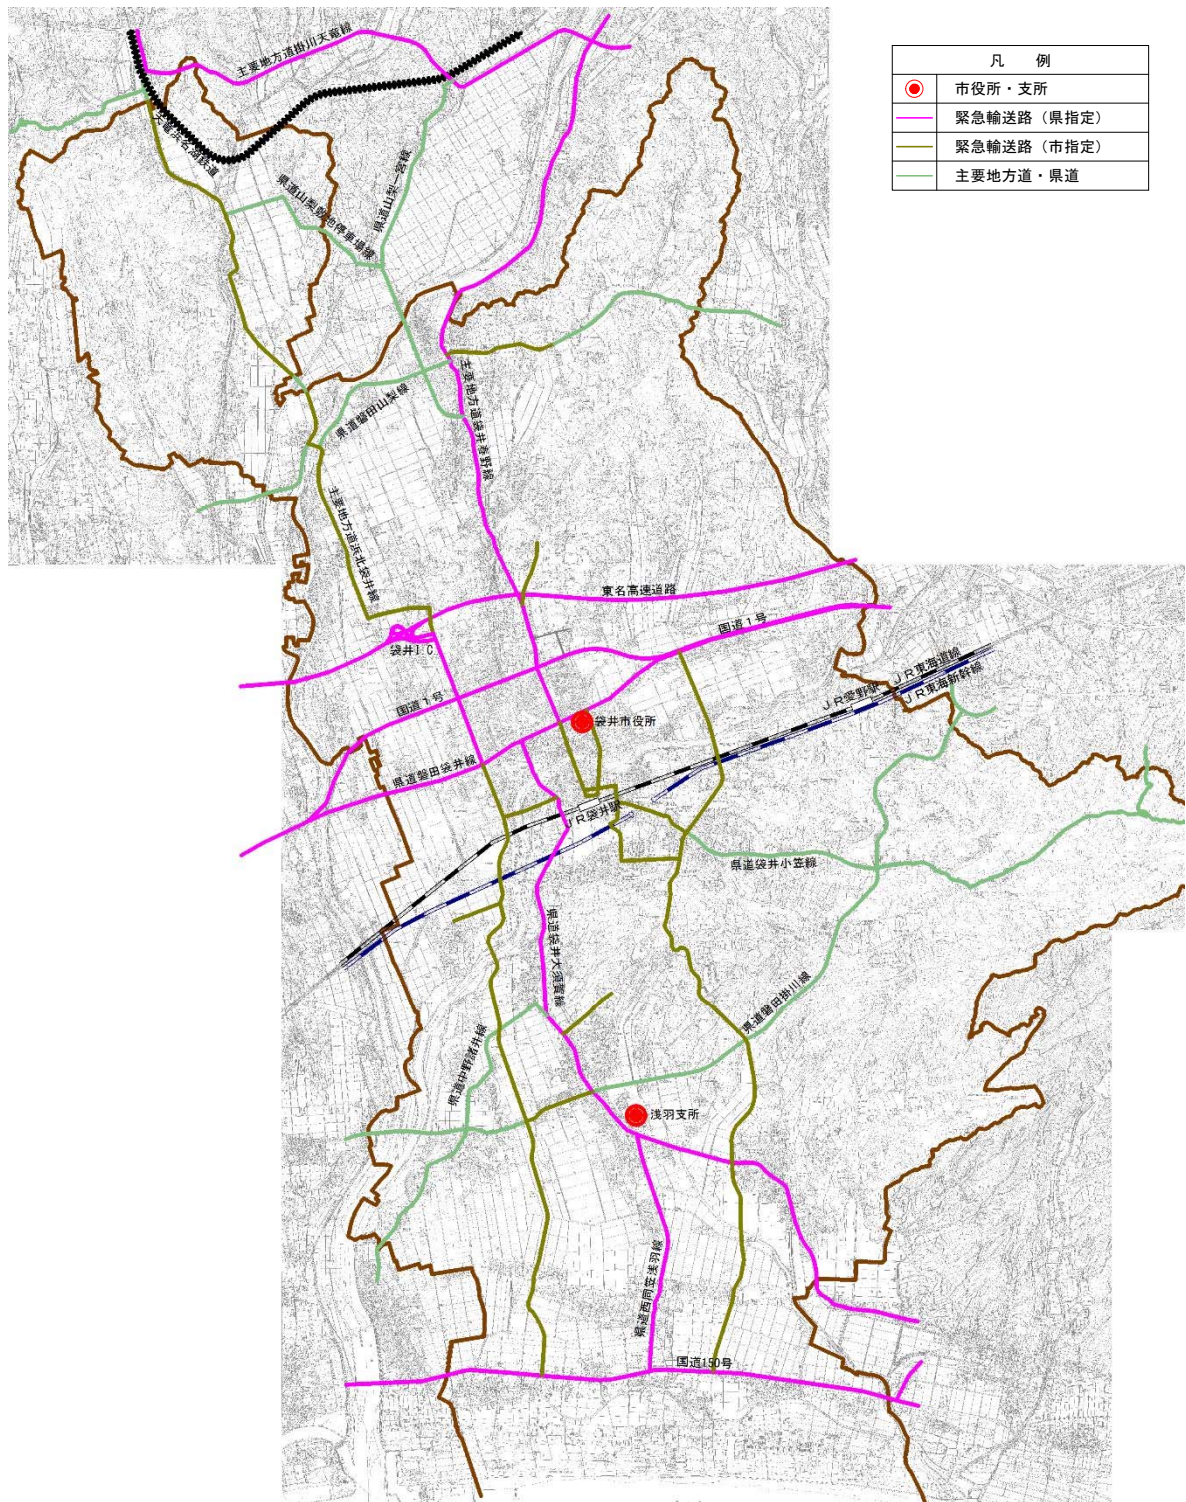 凡 例
市役所・支所
緊急輸送路（県指定）
緊急輸送路（市指定）
主要地方道・県道
主要地方道掛川天竜線
天竜浜名湖鉄道
県道山梨敷地停車場線
県道山梨一宮線
県道磐田山梨線
主要地方道袋井春野線
主要地方道浜北袋井線
東名高速道路
国道1号
袋井IC
国道1号
袋井市役所
JR愛野駅
JR東海道線
JR東海新幹線
県道磐田袋井線
JR袋井駅
県道袋井小笠線
県道袋井大須賀線
県道磐田掛川線
県道中野諸井線
浅羽支所
県道西同笠浅羽線
国道150号